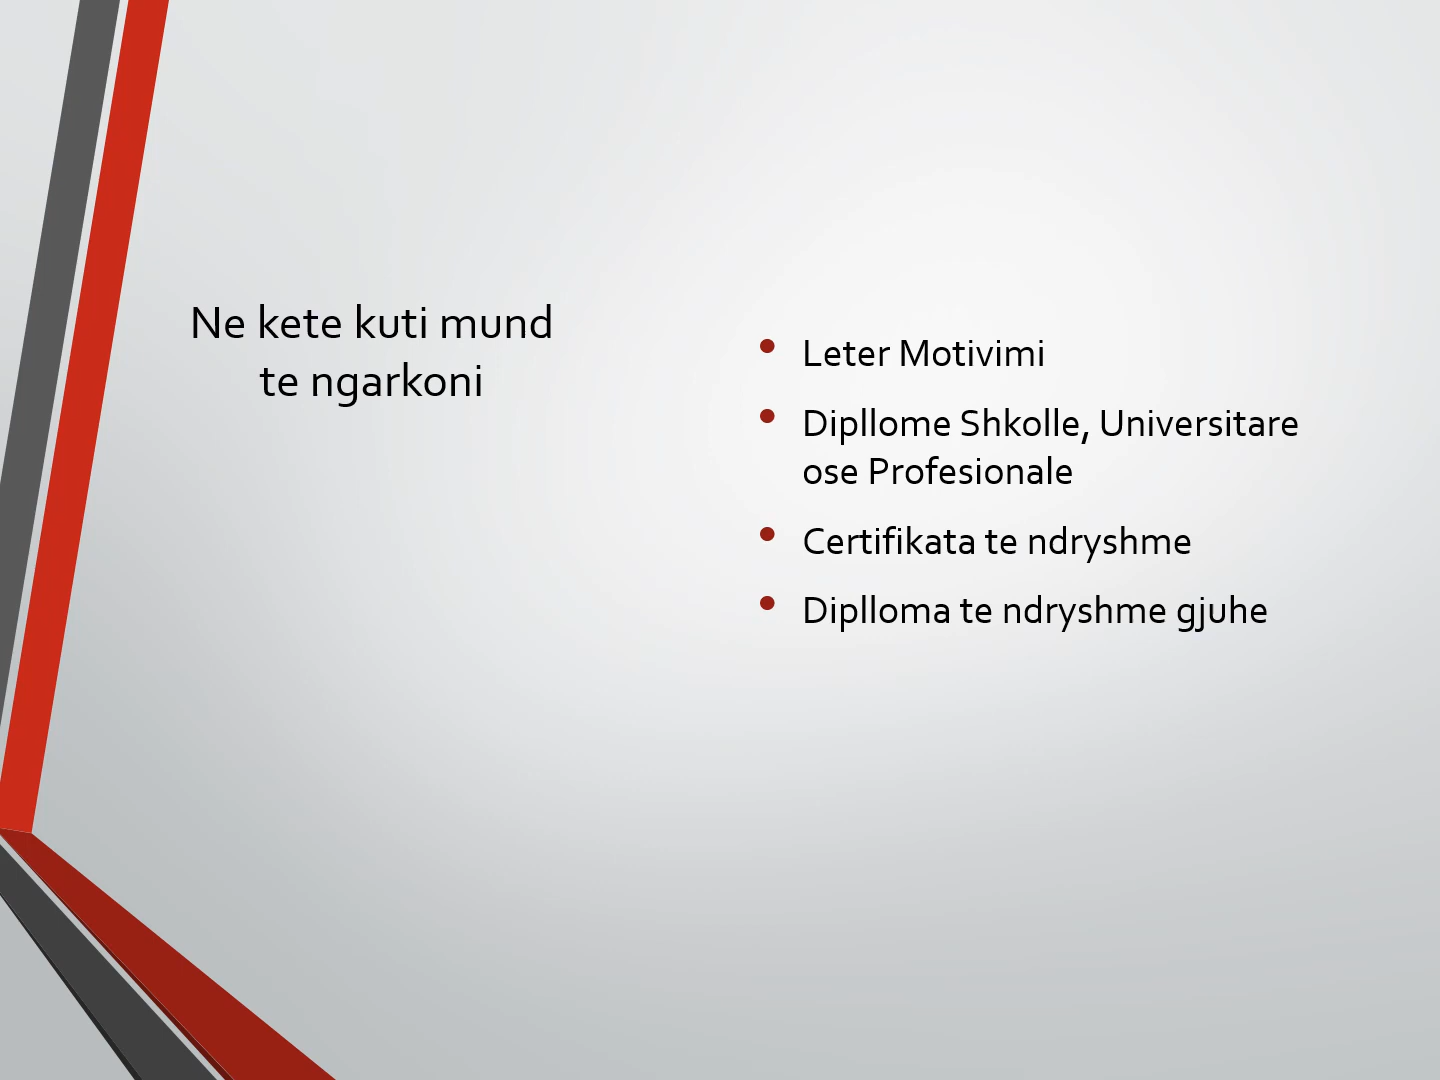 Ne kete kuti mund
te ngarkoni
• Leter Motivimi
• Dipllome Shkolle, Universitare
ose Profesionale
• Certifikata te ndryshme
• Diplloma te ndryshme gjuhe